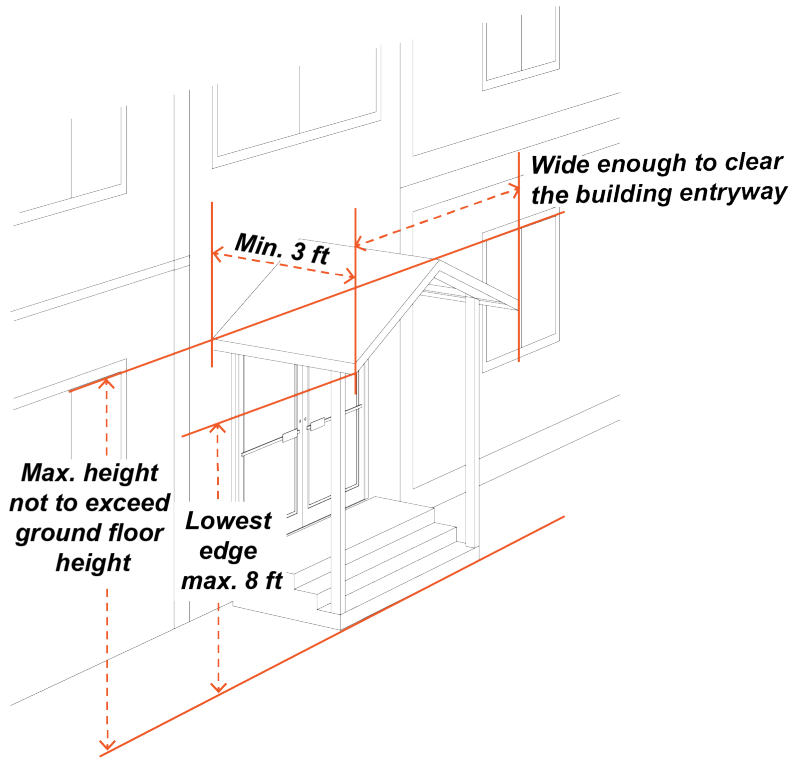 Wide enough to clear
the building entryway
Min. 3 ft
Max. height
not to exceed
ground floor
height
Lowest
edge
max. 8 ft